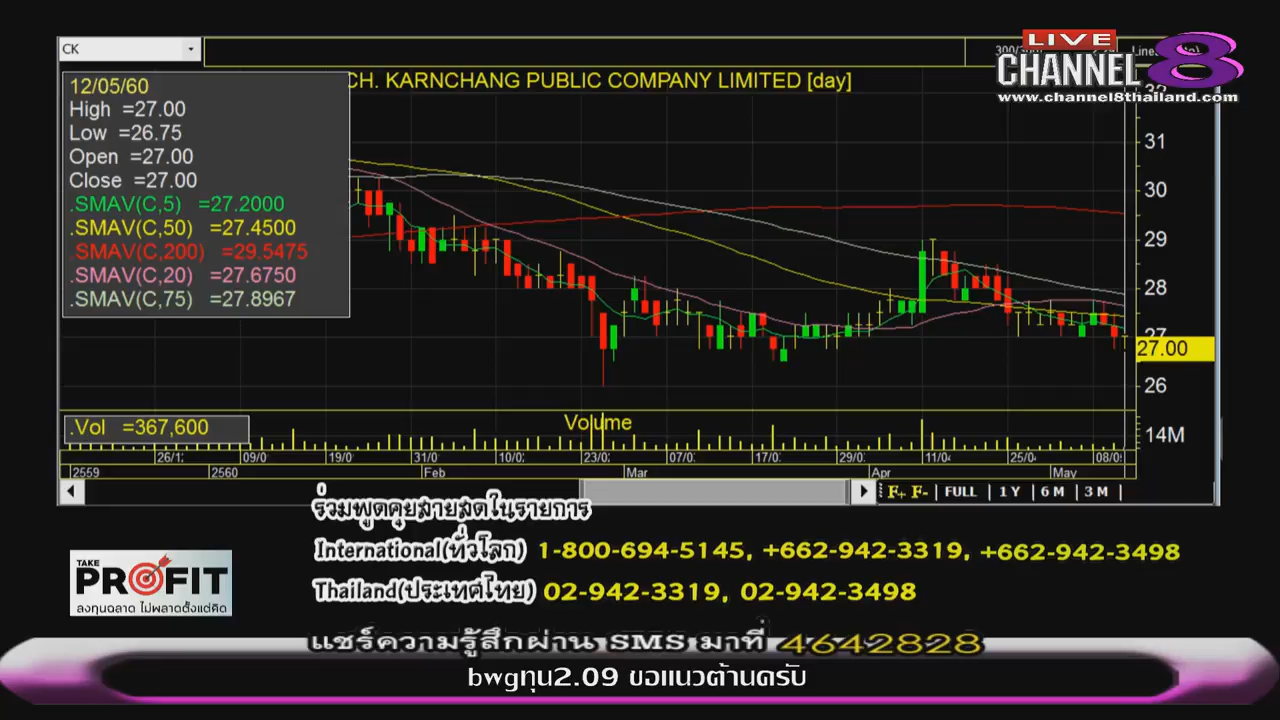 CK
LIVE
CHANNEL 8
www.channel8thailand.com
CH. KARNCHANG PUBLIC COMPANY LIMITED [day]
12/05/60
High =27.00
Low =26.75
Open =27.00
Close =27.00
.SMAV(C,5) =27.2000
.SMAV(C,50) =27.4500
.SMAV(C,200) =29.5475
.SMAV(C,20) =27.6750
.SMAV(C,75) =27.8967
31
30
29
28
27
27.00
26
.Vol =367,600
Volume
14M
26/1 09/0 19/0 31/0 10/0 23/0 07/0 17/0 29/0 11/0 25/0 08/0
2559 2560 Feb Mar Apr May
F+ F- FULL 1 Y 6 M 3 M
ร่วมพูดคุยสายสดในรายการ
International(ทั่วโลก) 1-800-694-5145, +662-942-3319, +662-942-3498
Thailand(ประเทศไทย) 02-942-3319, 02-942-3498
TAKE
PROFIT
ลงทุนฉลาด ไม่พลาดตั้งแต่คิด
แชร์ความรู้สึกผ่าน SMS มาที่ 4642828
bwgทุน2.09 ขอแนวต้านครับ